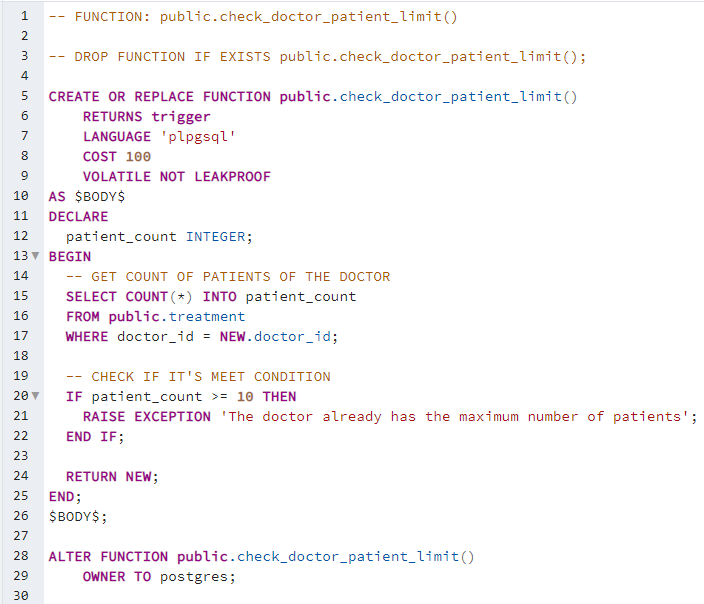 1 -- FUNCTION: public.check_doctor_patient_limit()
2
3 -- DROP FUNCTION IF EXISTS public.check_doctor_patient_limit();
4
5 CREATE OR REPLACE FUNCTION public.check_doctor_patient_limit()
6     RETURNS trigger
7     LANGUAGE 'plpgsql'
8     COST 100
9     VOLATILE NOT LEAKPROOF
10 AS $BODY$
11 DECLARE
12   patient_count INTEGER;
13 BEGIN
14   -- GET COUNT OF PATIENTS OF THE DOCTOR
15   SELECT COUNT(*) INTO patient_count
16   FROM public.treatment
17   WHERE doctor_id = NEW.doctor_id;
18
19   -- CHECK IF IT'S MEET CONDITION
20   IF patient_count >= 10 THEN
21     RAISE EXCEPTION 'The doctor already has the maximum number of patients';
22   END IF;
23
24   RETURN NEW;
25 END;
26 $BODY$;
27
28 ALTER FUNCTION public.check_doctor_patient_limit()
29     OWNER TO postgres;
30